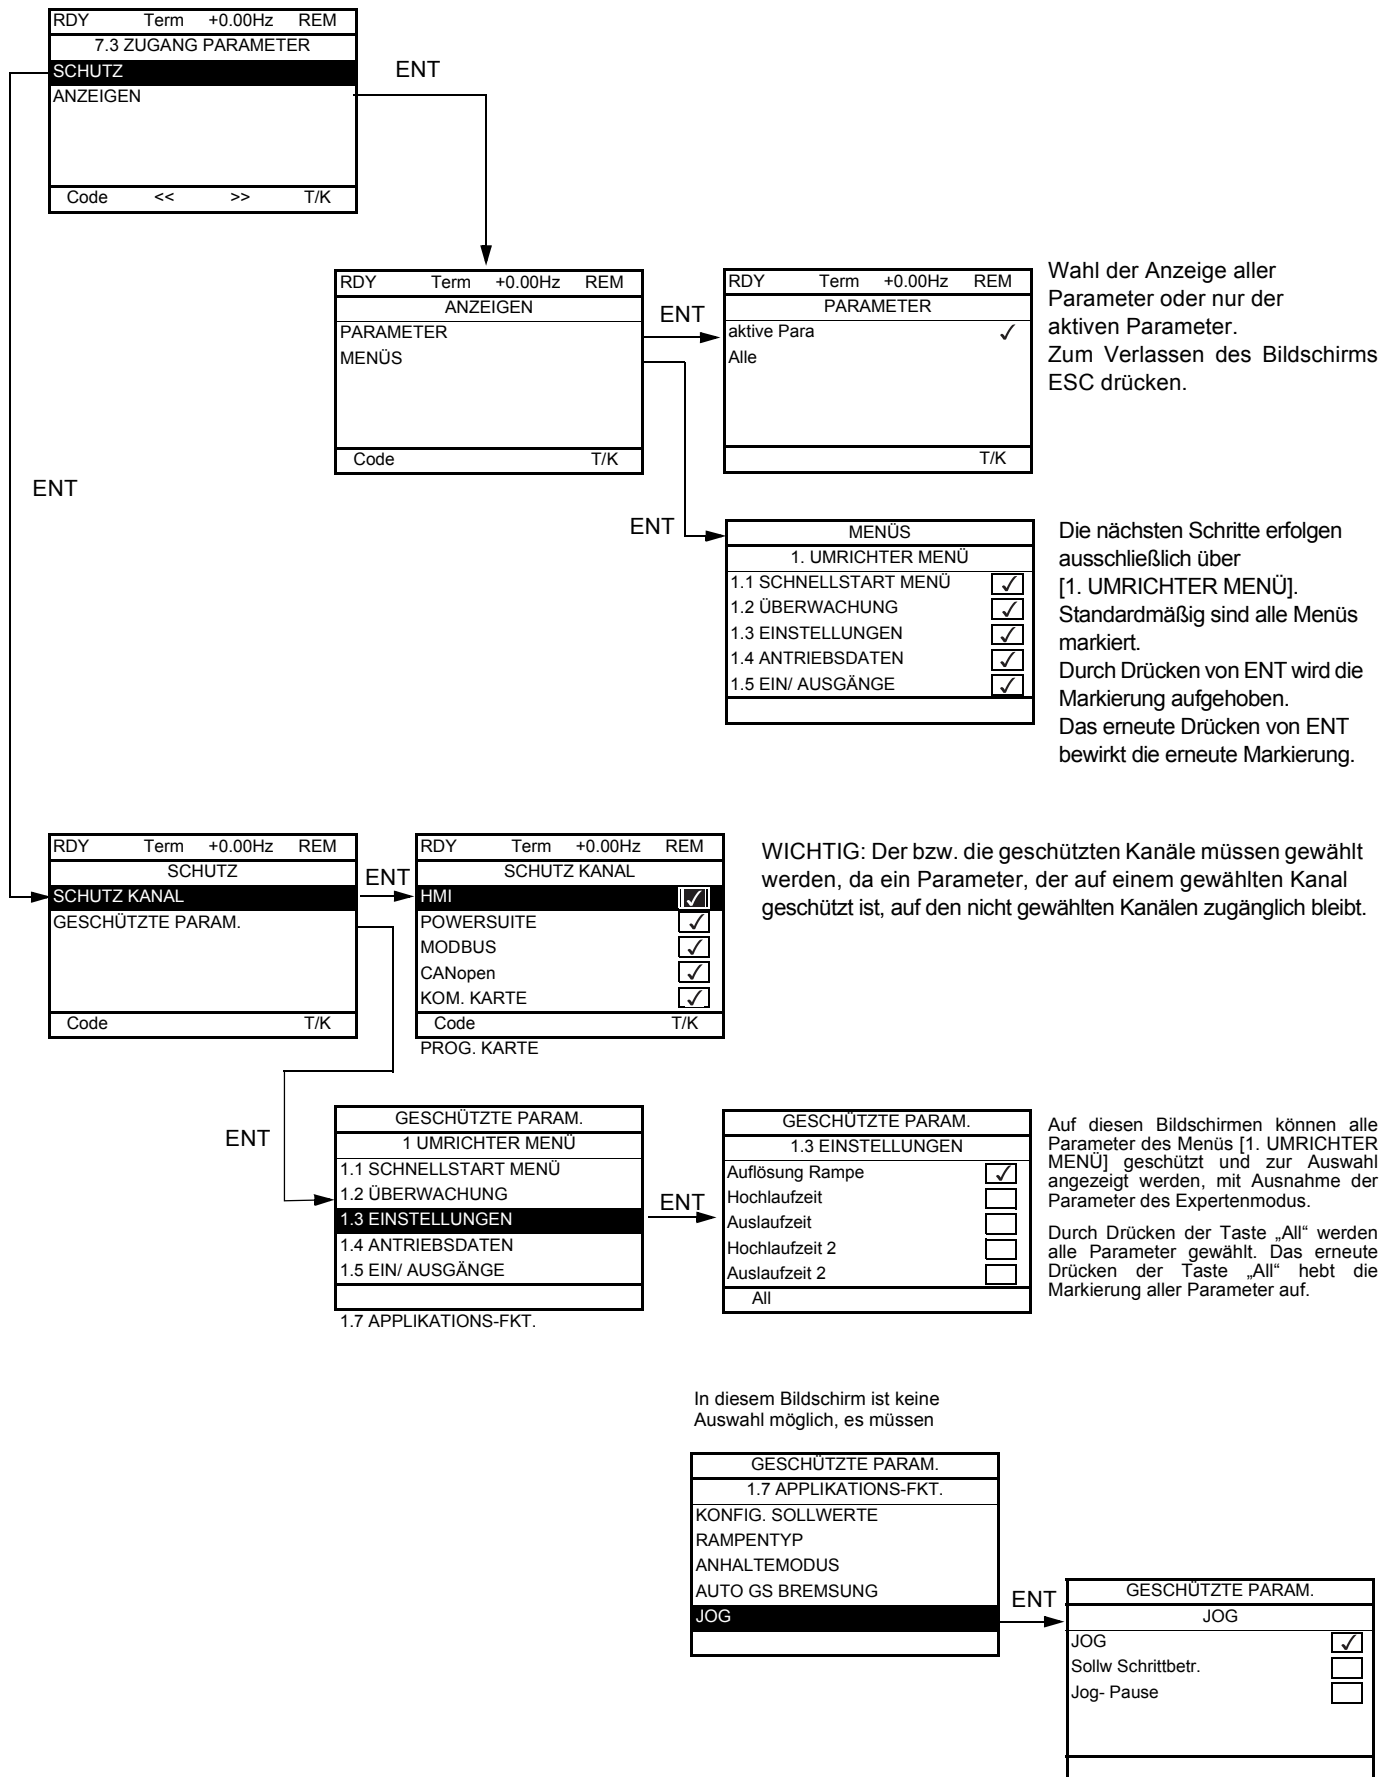 RDY Term +0.00Hz REM
7.3 ZUGANG PARAMETER
SCHUTZ
ANZEIGEN
Code << >> T/K
ENT
ENT
RDY Term +0.00Hz REM
ANZEIGEN
PARAMETER
MENÜS
Code T/K
ENT
RDY Term +0.00Hz REM
PARAMETER
aktive Para ✓
Alle
T/K
Wahl der Anzeige aller
Parameter oder nur der
aktiven Parameter.
Zum Verlassen des Bildschirms
ESC drücken.
ENT
MENÜS
1. UMRICHTER MENÜ
1.1 SCHNELLSTART MENÜ ✓
1.2 ÜBERWACHUNG ✓
1.3 EINSTELLUNGEN ✓
1.4 ANTRIEBSDATEN ✓
1.5 EIN/ AUSGÄNGE ✓
Die nächsten Schritte erfolgen
ausschließlich über
[1. UMRICHTER MENÜ].
Standardmäßig sind alle Menüs
markiert.
Durch Drücken von ENT wird die
Markierung aufgehoben.
Das erneute Drücken von ENT
bewirkt die erneute Markierung.
RDY Term +0.00Hz REM
SCHUTZ
SCHUTZ KANAL
GESCHÜTZTE PARAM.
Code T/K
ENT
RDY Term +0.00Hz REM
SCHUTZ KANAL
HMI ✓
POWERSUITE ✓
MODBUS ✓
CANopen ✓
KOM. KARTE ✓
Code T/K
PROG. KARTE
WICHTIG: Der bzw. die geschützten Kanäle müssen gewählt
werden, da ein Parameter, der auf einem gewählten Kanal
geschützt ist, auf den nicht gewählten Kanälen zugänglich bleibt.
ENT
GESCHÜTZTE PARAM.
1 UMRICHTER MENÜ
1.1 SCHNELLSTART MENÜ
1.2 ÜBERWACHUNG
1.3 EINSTELLUNGEN
1.4 ANTRIEBSDATEN
1.5 EIN/ AUSGÄNGE
1.7 APPLIKATIONS-FKT.
ENT
GESCHÜTZTE PARAM.
1.3 EINSTELLUNGEN
Auflösung Rampe ✓
Hochlaufzeit
Auslaufzeit
Hochlaufzeit 2
Auslaufzeit 2
All
Auf diesen Bildschirmen können alle
Parameter des Menüs [1. UMRICHTER
MENÜ] geschützt und zur Auswahl
angezeigt werden, mit Ausnahme der
Parameter des Expertenmodus.
Durch Drücken der Taste „All“ werden
alle Parameter gewählt. Das erneute
Drücken der Taste „All“ hebt die
Markierung aller Parameter auf.
In diesem Bildschirm ist keine
Auswahl möglich, es müssen
GESCHÜTZTE PARAM.
1.7 APPLIKATIONS-FKT.
KONFIG. SOLLWERTE
RAMPENTYP
ANHALTEMODUS
AUTO GS BREMSUNG
JOG
ENT
GESCHÜTZTE PARAM.
JOG
JOG ✓
Sollw Schrittbetr.
Jog- Pause